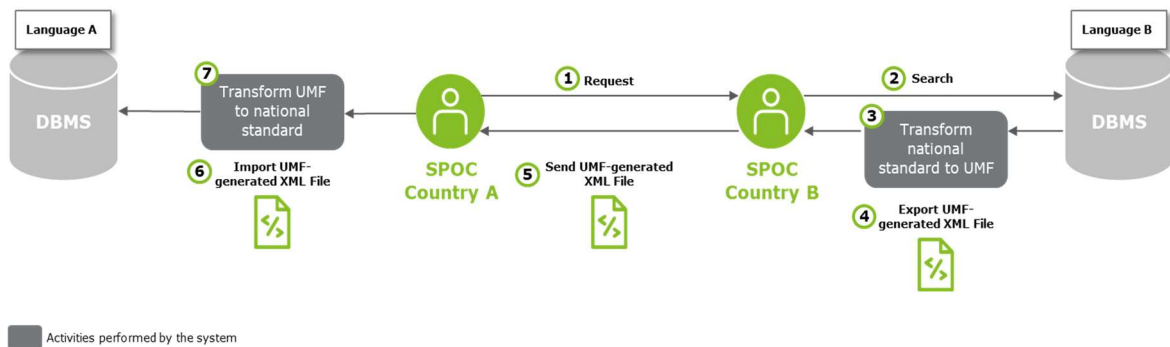 Language A
DBMS
7
Transform UMF
to national
standard
6
Import UMF-
generated XML File
</>
SPOC
Country A
1
Request
5
Send UMF-generated
XML File
</>
SPOC
Country B
2
Search
3
Transform
national
standard to UMF
4
Export UMF-
generated XML File
</>
Language B
DBMS
Activities performed by the system